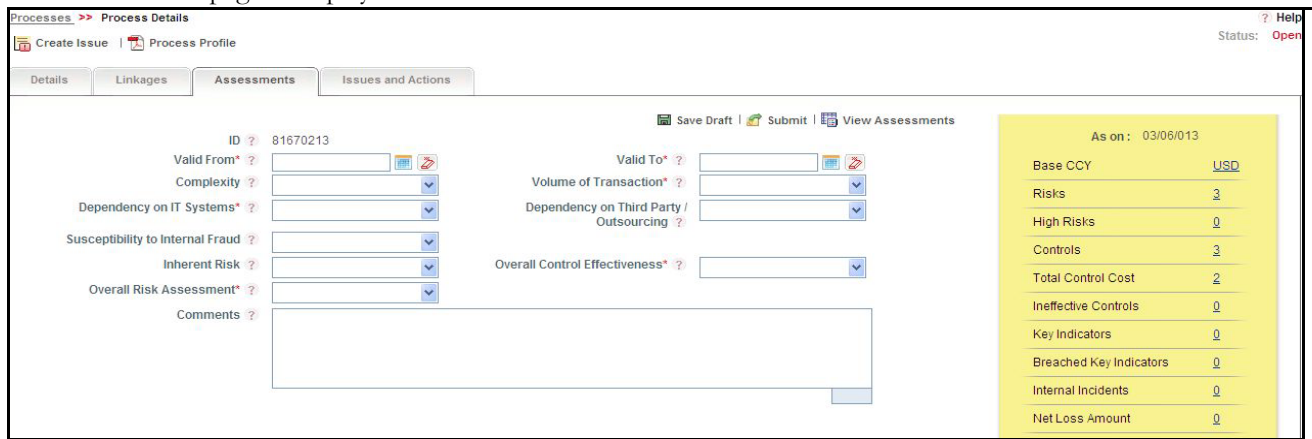 Processes >> Process Details
? Help
Create Issue | Process Profile
Status: Open
Details Linkages Assessments Issues and Actions
Save Draft | Submit | View Assessments
ID ? 81670213
Valid From* ? Valid To* ?
Complexity ? Volume of Transaction* ?
Dependency on IT Systems* ? Dependency on Third Party /
Outsourcing ?
Susceptibility to Internal Fraud ?
Inherent Risk ? Overall Control Effectiveness* ?
Overall Risk Assessment* ?
Comments ?
As on : 03/06/013
Base CCY USD
Risks 3
High Risks 0
Controls 3
Total Control Cost 2
Ineffective Controls 0
Key Indicators 0
Breached Key Indicators 0
Internal Incidents 0
Net Loss Amount 0